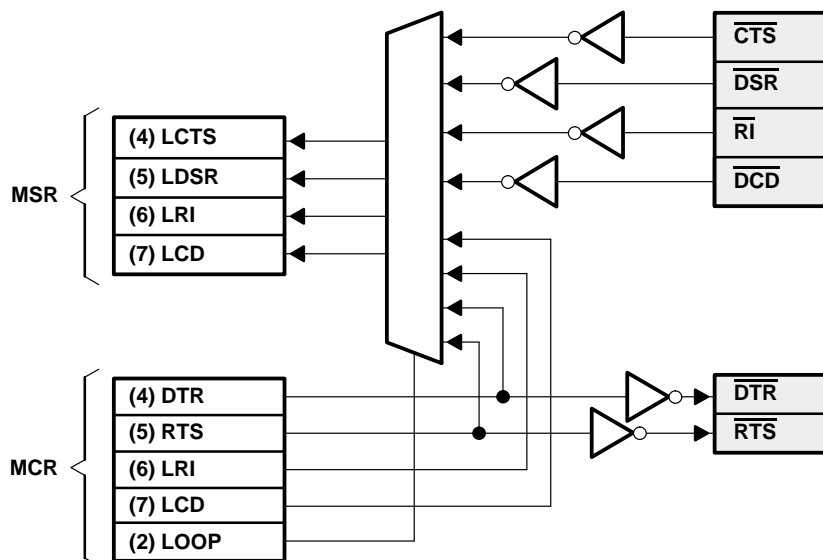 CTS
DSR
RI
DCD
MSR
(4) LCTS
(5) LDSR
(6) LRI
(7) LCD
MCR
(4) DTR
(5) RTS
(6) LRI
(7) LCD
(2) LOOP
DTR
RTS